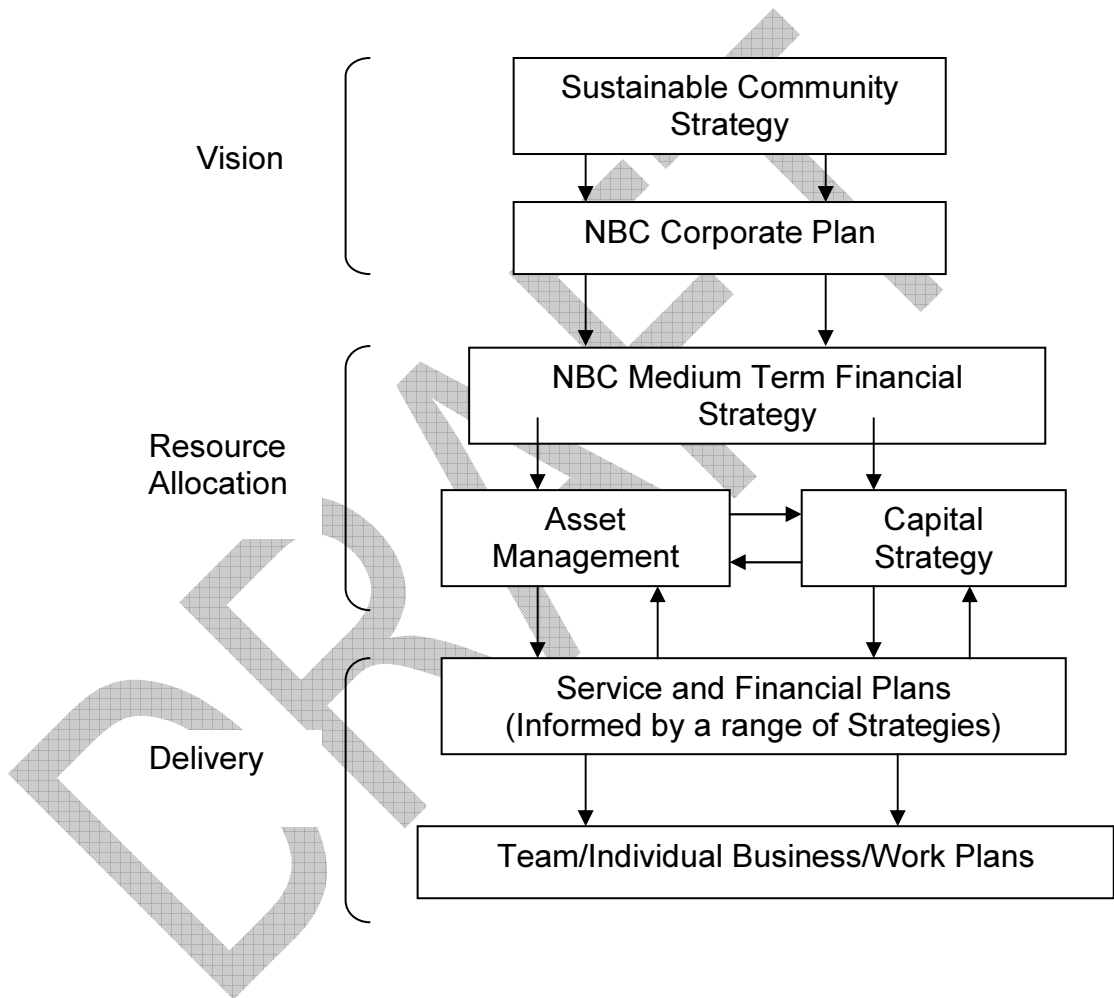 Sustainable Community
Strategy
Vision
NBC Corporate Plan
NBC Medium Term Financial
Strategy
Resource
Allocation
Asset
Management
Capital
Strategy
Service and Financial Plans
(Informed by a range of Strategies)
Delivery
Team/Individual Business/Work Plans
DRAFT